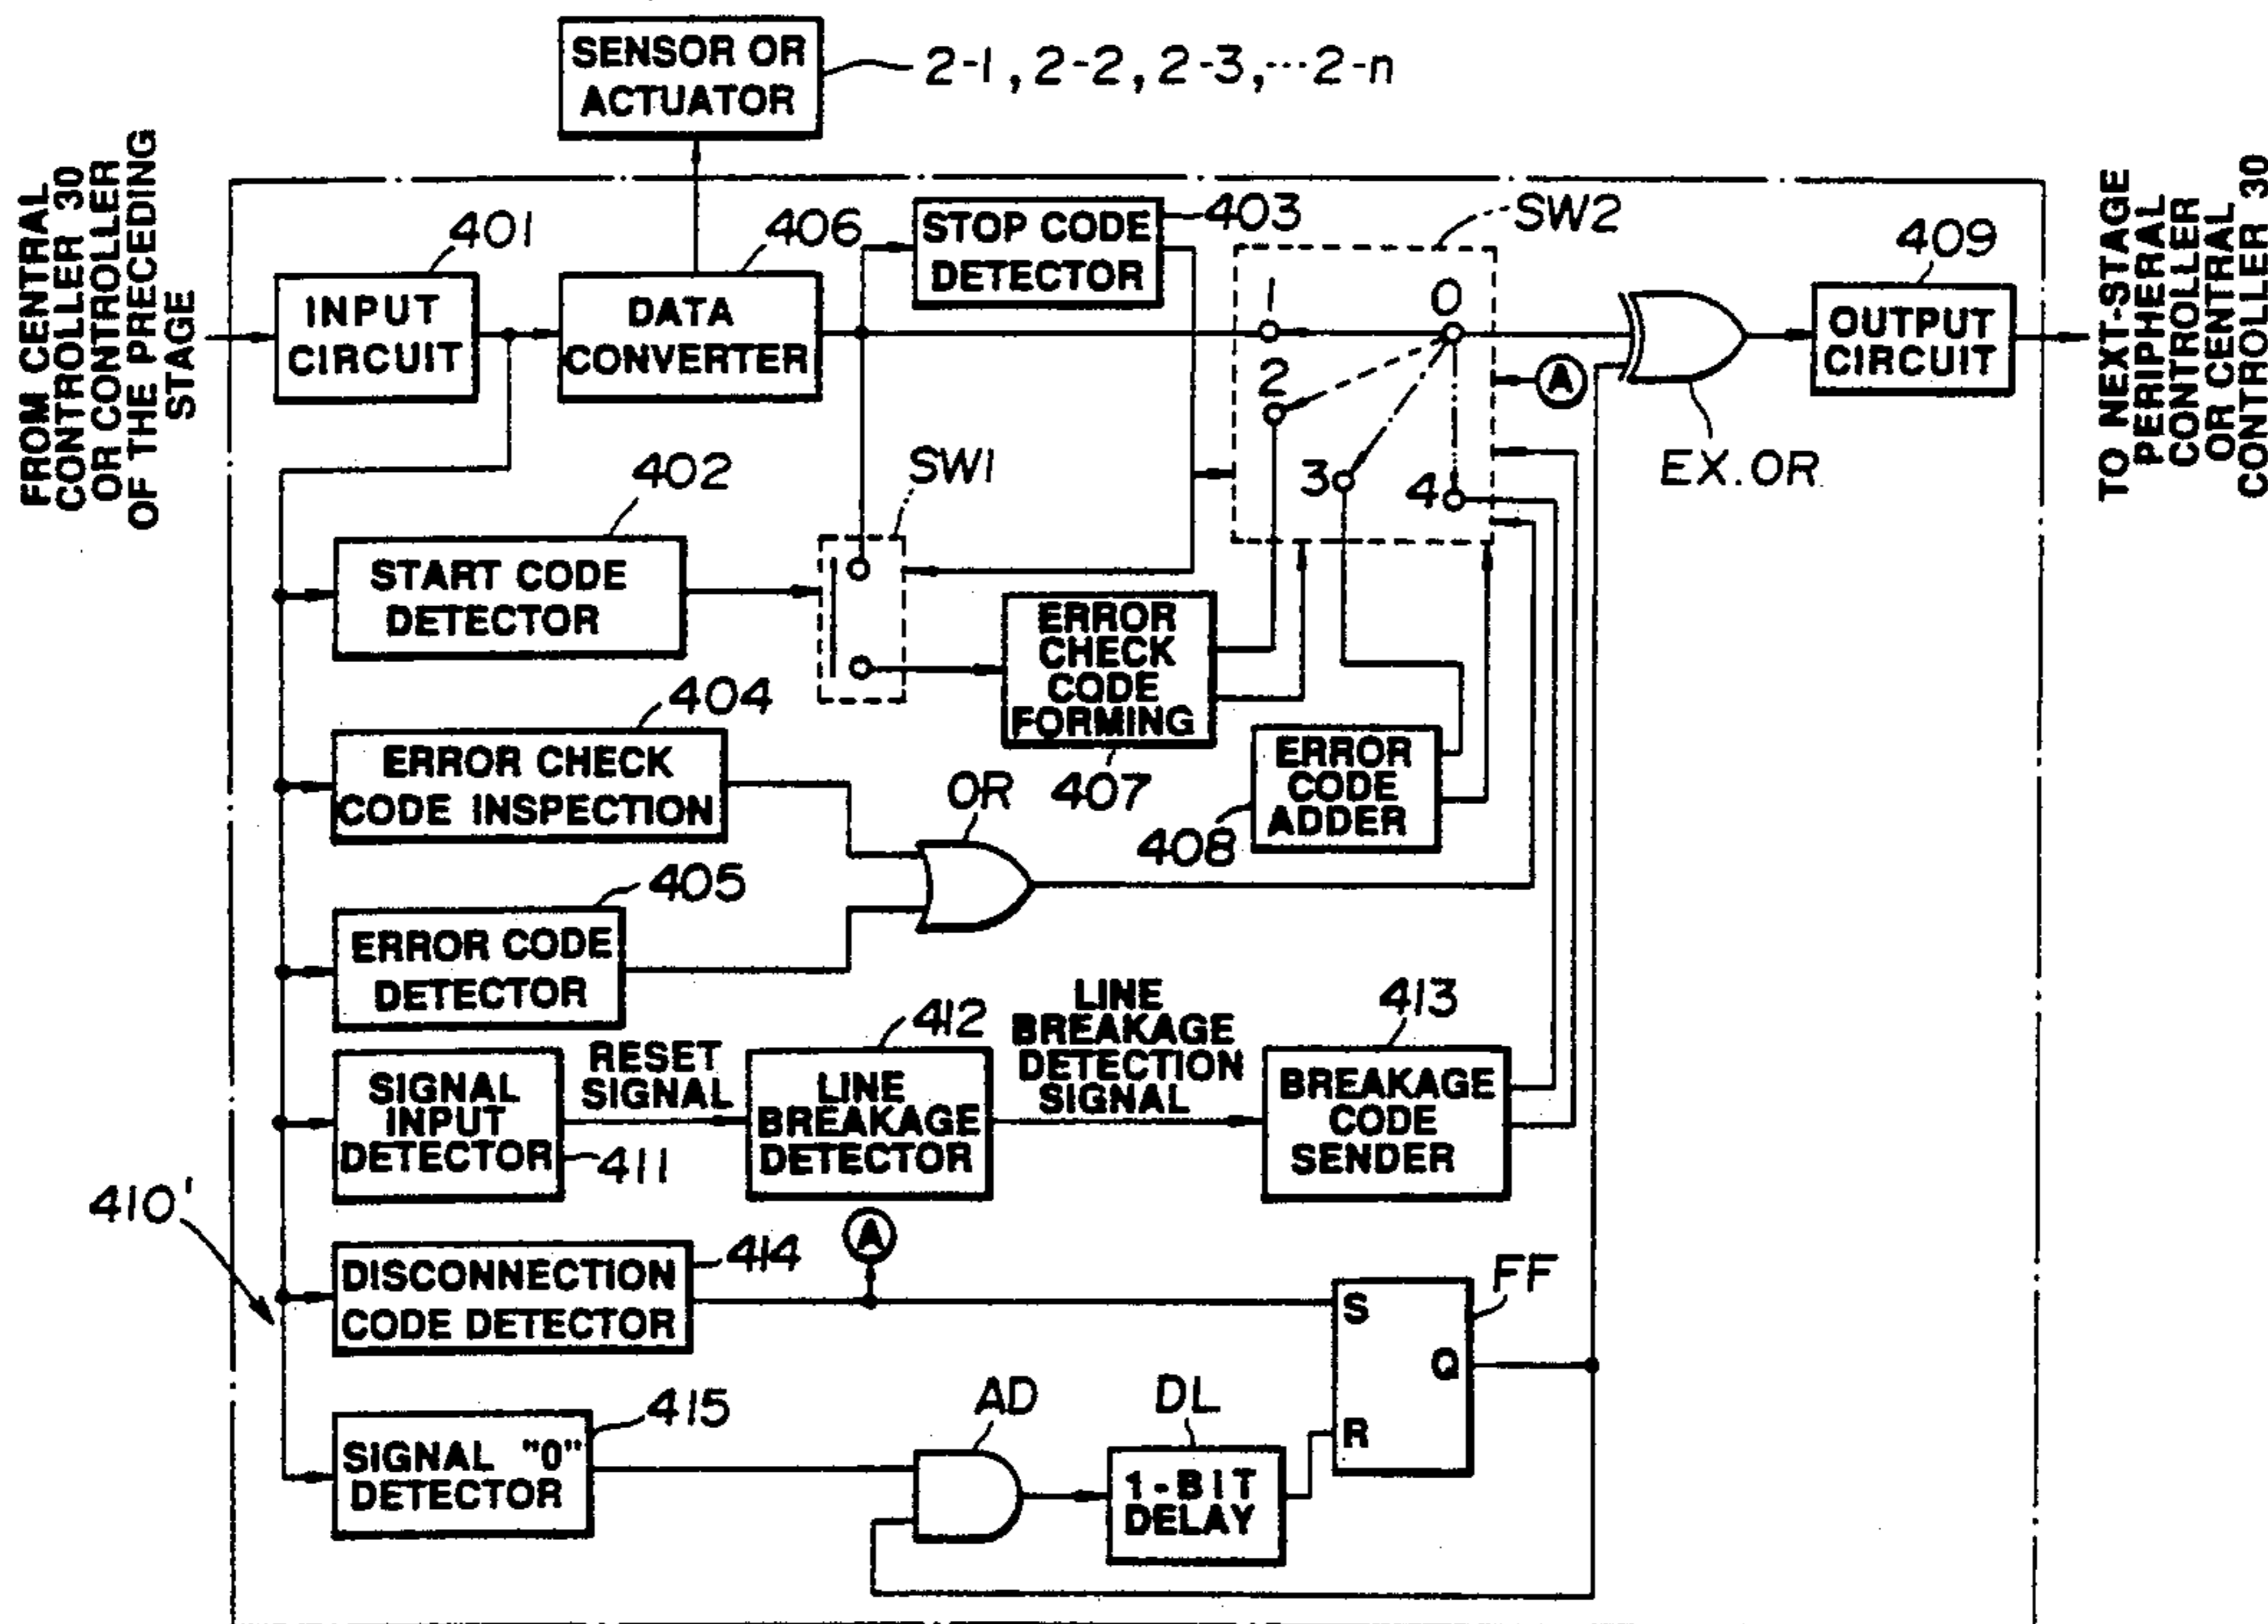 SENSOR OR
ACTUATOR
2-1, 2-2, 2-3, ···2-n
FROM CENTRAL
CONTROLLER 30
OR CONTROLLER
OF THE PRECEDING
STAGE
401
INPUT
CIRCUIT
406
DATA
CONVERTER
STOP CODE
DETECTOR
403
SW2
1
0
2
3
4
A
EX.OR
409
OUTPUT
CIRCUIT
TO NEXT-STAGE
PERIPHERAL
CONTROLLER
OR CENTRAL
CONTROLLER 30
402
START CODE
DETECTOR
SW1
ERROR
CHECK
CODE
FORMING
407
404
ERROR CHECK
CODE INSPECTION
OR
ERROR
CODE
ADDER
408
405
ERROR CODE
DETECTOR
SIGNAL
INPUT
DETECTOR
411
RESET
SIGNAL
412
LINE
BREAKAGE
DETECTOR
LINE
BREAKAGE
DETECTION
SIGNAL
413
BREAKAGE
CODE
SENDER
410'
A
DISCONNECTION
CODE DETECTOR
414
FF
S
Q
R
415
SIGNAL "0"
DETECTOR
AD
DL
1-BIT
DELAY